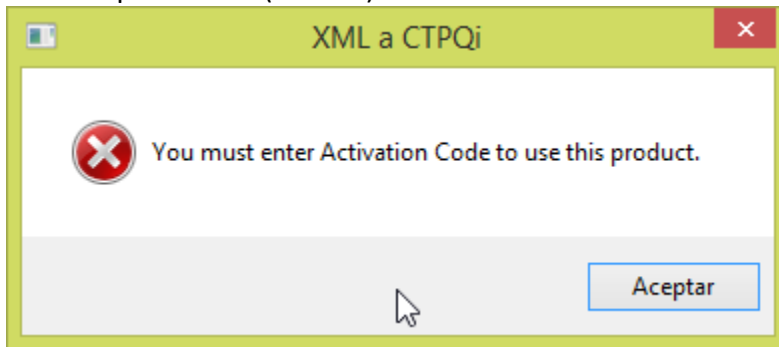 XML a CTPQi
You must enter Activation Code to use this product.
Aceptar